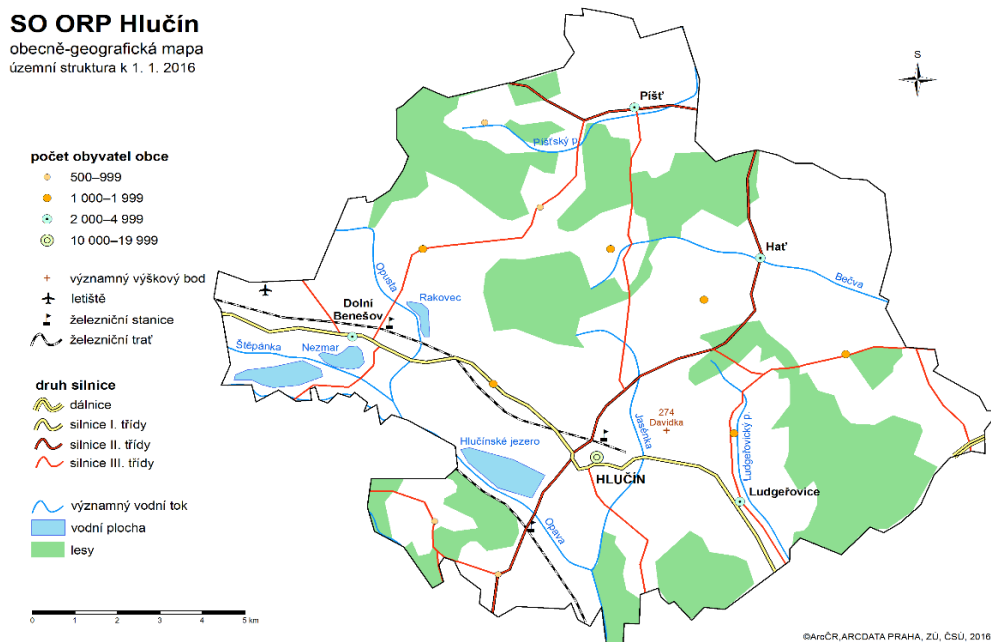 SO ORP Hlučín
obecně-geografická mapa
územní struktura k 1. 1. 2016
S
počet obyvatel obce
500–999
1 000–1 999
2 000–4 999
10 000–19 999
významný výškový bod
letiště
železniční stanice
železniční trať
druh silnice
dálnice
silnice I. třídy
silnice II. třídy
silnice III. třídy
významný vodní tok
vodní plocha
lesy
0 1 2 3 4 5 km
Píšť
Píšťský p.
Hať
Bečva
Opusta
Rakovec
Dolní
Benešov
Štěpánka
Nezmar
274
Davidka
Jasénka
Ludgeřovický p.
Hlučínské jezero
HLUČÍN
Ludgeřovice
Opava
©ArcČR,ARCDATA PRAHA, ZÚ, ČSÚ, 2016